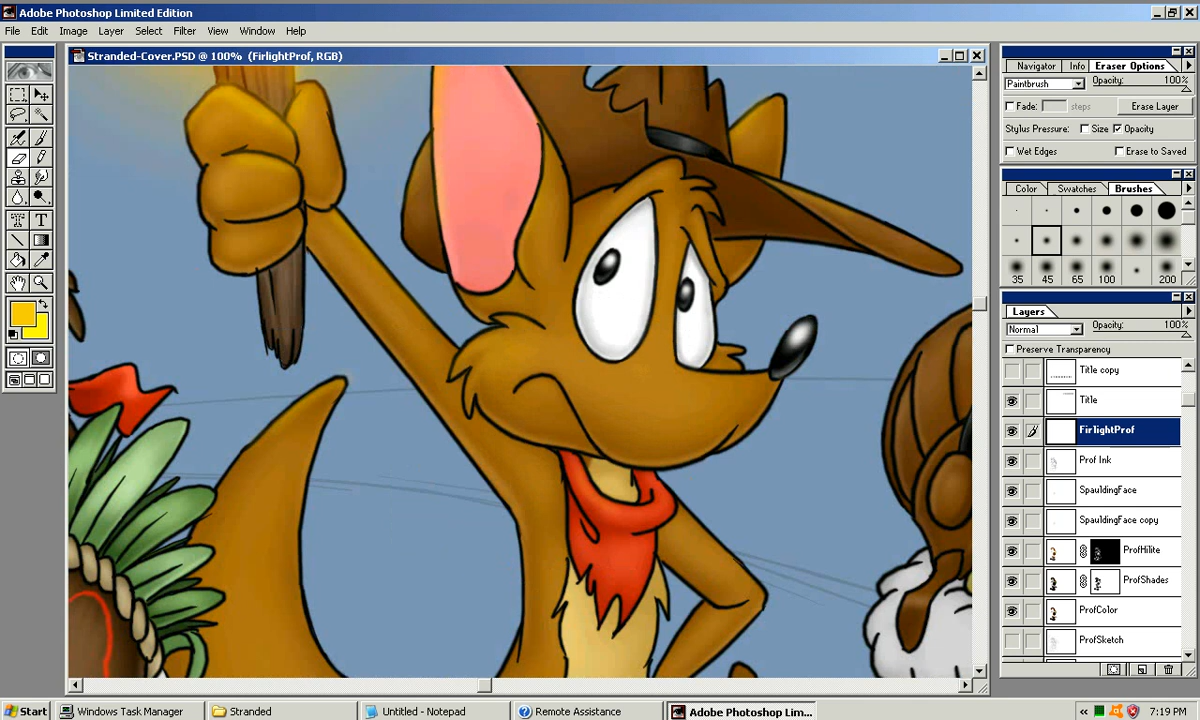 Adobe Photoshop Limited Edition
File Edit Image Layer Select Filter View Window Help
Stranded-Cover.PSD @ 100% (FirlightProf, RGB)
Navigator Info Eraser Options
Paintbrush Opacity: 100%
Fade: steps Erase Layer
Stylus Pressure: Size Opacity
Wet Edges Erase to Saved
Color Swatches Brushes
35 45 65 100 200
Layers
Normal Opacity: 100%
Preserve Transparency
Title copy
Title
FirlightProf
Prof Ink
SpauldingFace
SpauldingFace copy
ProfHilite
ProfShades
ProfColor
ProfSketch
Start Windows Task Manager Stranded Untitled - Notepad Remote Assistance Adobe Photoshop Lim... 7:19 PM